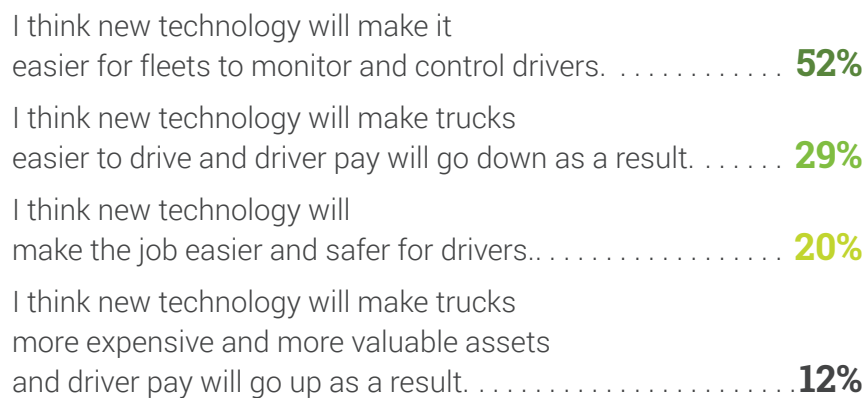 I think new technology will make it
easier for fleets to monitor and control drivers. . . . . . . . . . . . . 52%
I think new technology will make trucks
easier to drive and driver pay will go down as a result. . . . . . . 29%
I think new technology will
make the job easier and safer for drivers.. . . . . . . . . . . . . . . . . . 20%
I think new technology will make trucks
more expensive and more valuable assets
and driver pay will go up as a result. . . . . . . . . . . . . . . . . . . . . . . .12%